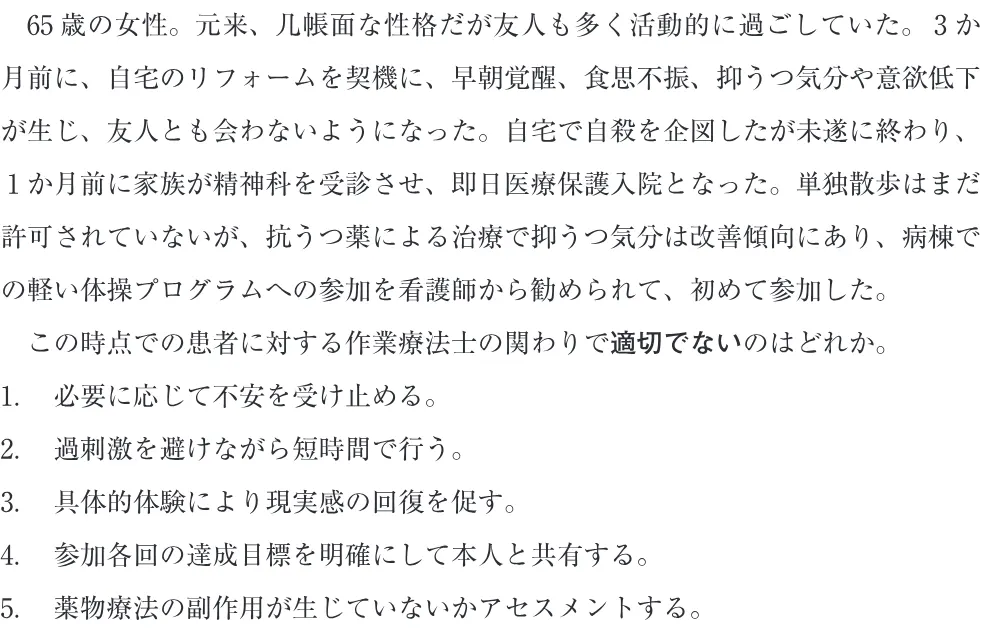 65 歳の女性。元来、几帳面な性格だが友人も多く活動的に過ごしていた。３か
月前に、自宅のリフォームを契機に、早朝覚醒、食思不振、抑うつ気分や意欲低下
が生じ、友人とも会わないようになった。自宅で自殺を企図したが未遂に終わり、
１か月前に家族が精神科を受診させ、即日医療保護入院となった。単独散歩はまだ
許可されていないが、抗うつ薬による治療で抑うつ気分は改善傾向にあり、病棟で
の軽い体操プログラムへの参加を看護師から勧められて、初めて参加した。
この時点での患者に対する作業療法士の関わりで適切でないのはどれか。
1. 必要に応じて不安を受け止める。
2. 過刺激を避けながら短時間で行う。
3. 具体的体験により現実感の回復を促す。
4. 参加各回の達成目標を明確にして本人と共有する。
5. 薬物療法の副作用が生じていないかアセスメントする。